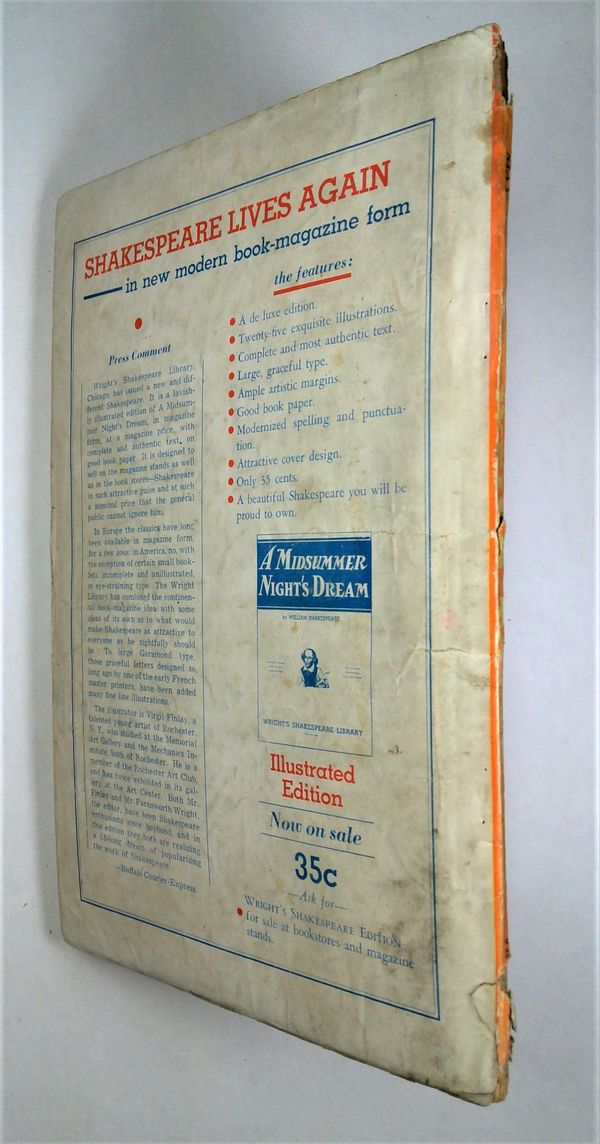 SHAKESPEARE LIVES AGAIN
in new modern book-magazine form
Press Comment
Wright's Shakespeare Library,
Chicago, has issued a new and dif-
ferent Shakespeare. It is a lavish-
ly illustrated edition of A Midsum-
mer Night's Dream, in magazine
form, at a magazine price, with
complete and authentic text, on
good book paper. It is designed to
sell on the magazine stands as well
as in the book stores—Shakespeare
in such attractive guise and at such
a nominal price that the general
public cannot ignore him.
In Europe the classics have long
been available in magazine form,
for a few sous; in America, no, with
the exception of certain small book-
lets, incomplete and unillustrated,
in eye-straining type. The Wright
Library has combined the continen-
tal book-magazine idea with some
ideas of its own as to what would
make Shakespeare as attractive to
everyone as he rightfully should
be. To large Garamond type,
those graceful letters designed so
long ago by one of the early French
master printers, have been added
many fine line illustrations.
The illustrator is Virgil Finlay, a
talented young artist of Rochester,
N. Y., who studied at the Memorial
Art Gallery and the Mechanics In-
stitute, both of Rochester. He is a
member of the Rochester Art Club,
and has twice exhibited in its gal-
lery at the Art Center. Both Mr.
Finlay and Mr. Farnsworth Wright,
the editor, have been Shakespeare
enthusiasts since boyhood, and in
this edition they both are realizing
a lifelong dream of popularizing
the work of Shakespeare.
—Buffalo Courier-Express.
the features:
● A de luxe edition.
● Twenty-five exquisite illustrations.
● Complete and most authentic text.
● Large, graceful type.
● Ample artistic margins.
● Good book paper.
● Modernized spelling and punctua-
tion.
● Attractive cover design.
● Only 35 cents.
● A beautiful Shakespeare you will be
proud to own.
A MIDSUMMER
NIGHT'S DREAM
by WILLIAM SHAKESPEARE
WRIGHT'S SHAKESPEARE LIBRARY
Illustrated
Edition
Now on sale
35c
—Ask for—
WRIGHT'S SHAKESPEARE EDITION
● for sale at bookstores and magazine
stands.